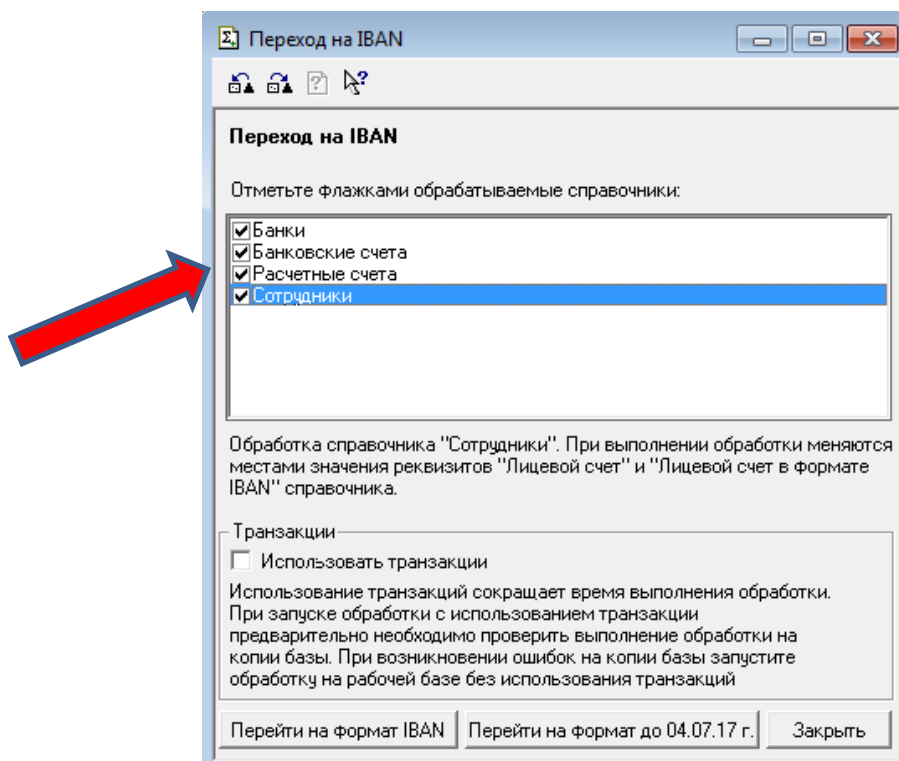 Переход на IBAN
Переход на IBAN
Отметьте флажками обрабатываемые справочники:
Банки
Банковские счета
Расчетные счета
Сотрудники
Обработка справочника "Сотрудники". При выполнении обработки меняются
местами значения реквизитов "Лицевой счет" и "Лицевой счет в формате
IBAN" справочника.
Транзакции
Использовать транзакции
Использование транзакций сокращает время выполнения обработки.
При запуске обработки с использованием транзакции
предварительно необходимо проверить выполнение обработки на
копии базы. При возникновении ошибок на копии базы запустите
обработку на рабочей базе без использования транзакций
Перейти на формат IBAN Перейти на формат до 04.07.17 г. Закрыть